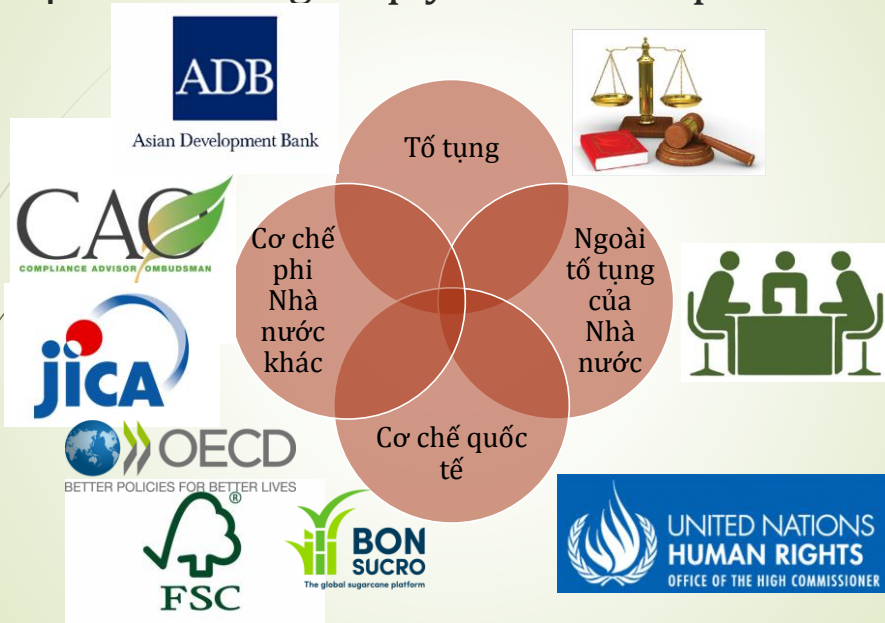 ADB
Asian Development Bank
Tố tụng
CAO
COMPLIANCE ADVISOR OMBUDSMAN
Cơ chế
phi
Nhà
nước
khác
Ngoài
tố tụng
của
Nhà
nước
jica
Cơ chế quốc
tế
OECD
BETTER POLICIES FOR BETTER LIVES
®
FSC
BON
SUCRO
The global sugarcane platform
UNITED NATIONS
HUMAN RIGHTS
OFFICE OF THE HIGH COMMISSIONER